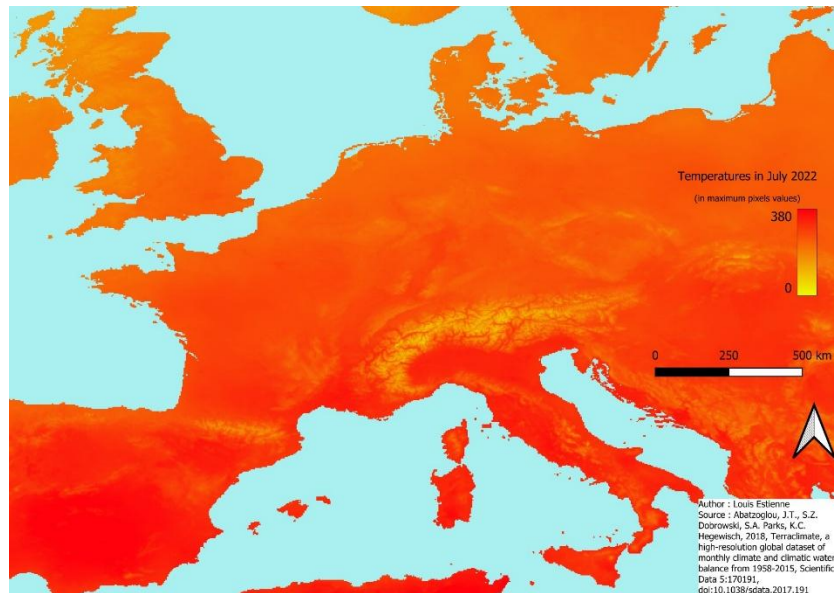 Temperatures in July 2022
(in maximum pixels values)
380
0
0 250 500 km
Author : Louis Estienne
Source : Abatzoglou, J.T., S.Z.
Dobrowski, S.A. Parks, K.C.
Hegewisch, 2018, Terraclimate, a
high-resolution global dataset of
monthly climate and climatic water
balance from 1958-2015, Scientific
Data 5:170191,
doi:10.1038/sdata.2017.191